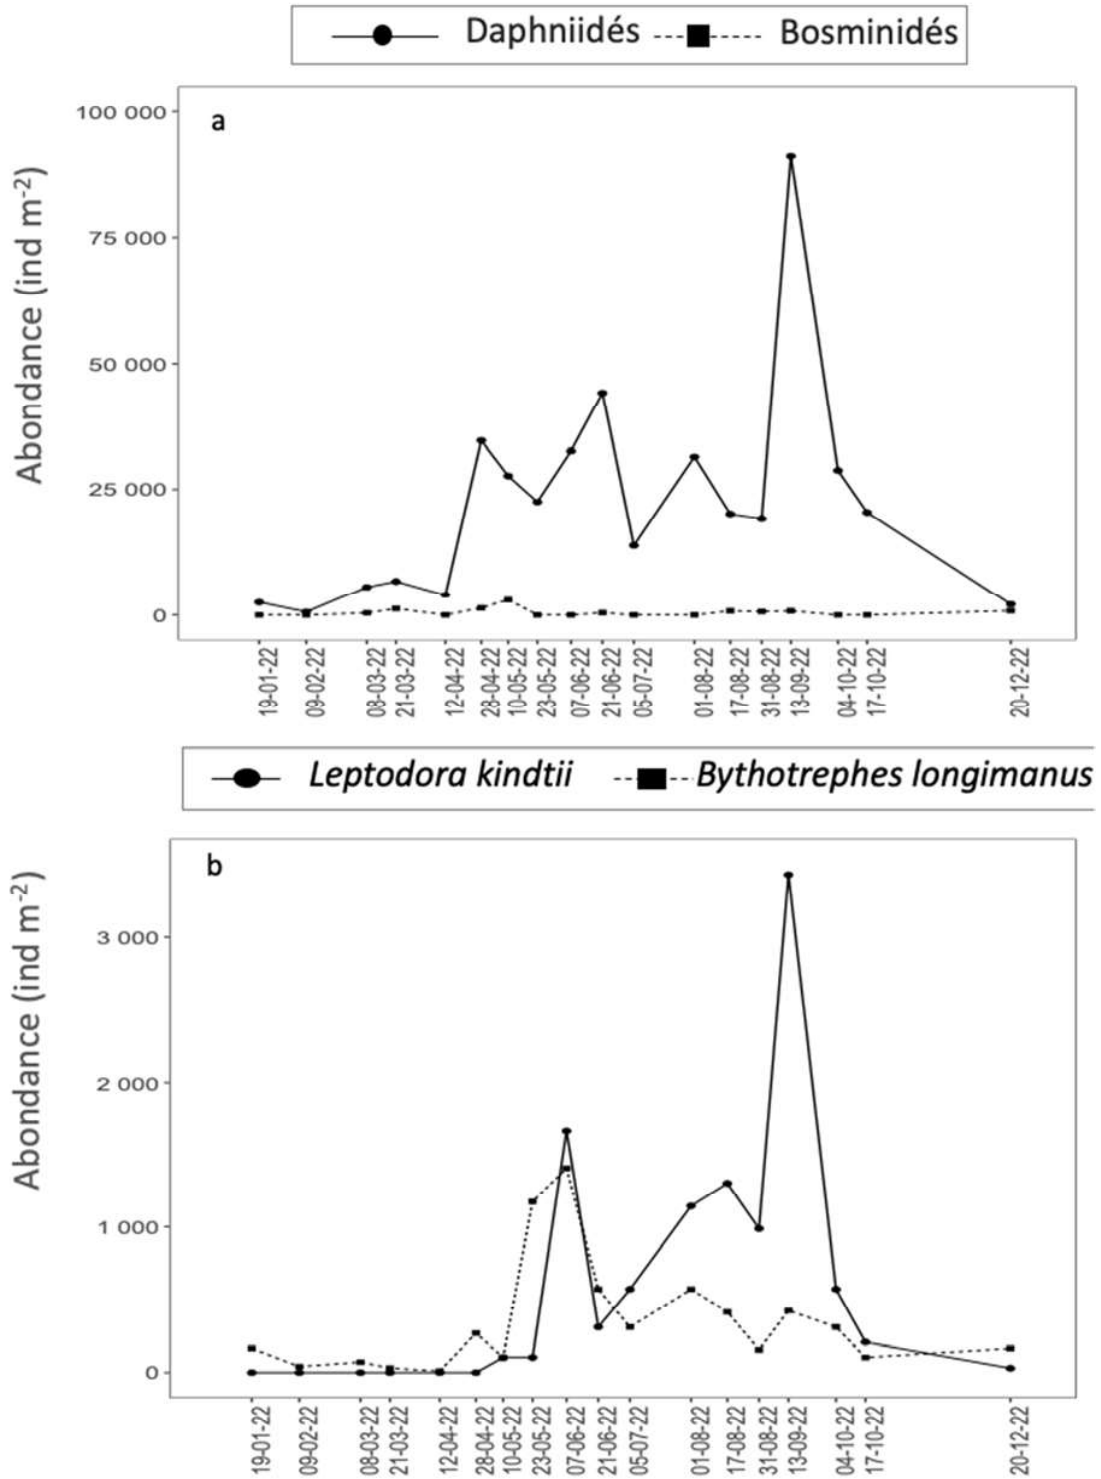 Daphniidés Bosminidés
a
Abondance (ind m-2)
100 000
75 000
50 000
25 000
0
19-01-22 09-02-22 08-03-22 21-03-22 12-04-22 28-04-22 10-05-22 23-05-22 07-06-22 21-06-22 05-07-22 01-08-22 17-08-22 31-08-22 13-09-22 04-10-22 17-10-22 20-12-22
Leptodora kindtii Bythotrephes longimanus
b
Abondance (ind m-2)
3 000
2 000
1 000
0
19-01-22 09-02-22 08-03-22 21-03-22 12-04-22 28-04-22 10-05-22 23-05-22 07-06-22 21-06-22 05-07-22 01-08-22 17-08-22 31-08-22 13-09-22 04-10-22 17-10-22 20-12-22